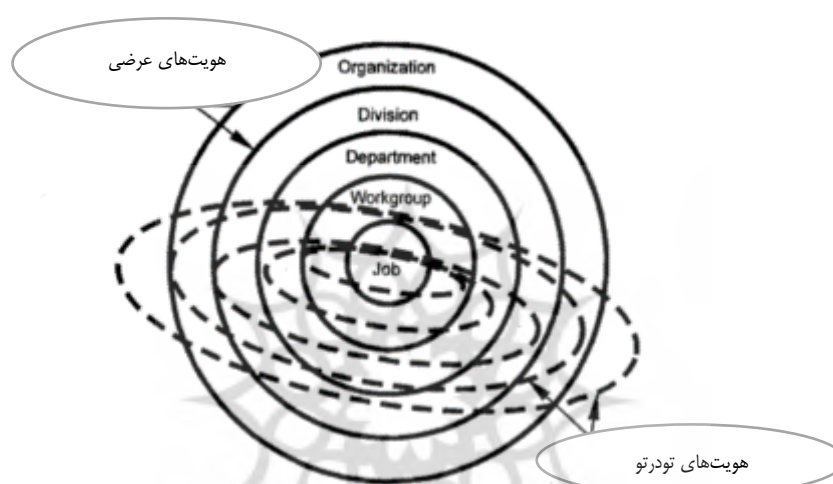 هویت‌های عرضی
Organization
Division
Department
Workgroup
Job
هویت‌های تودرتو